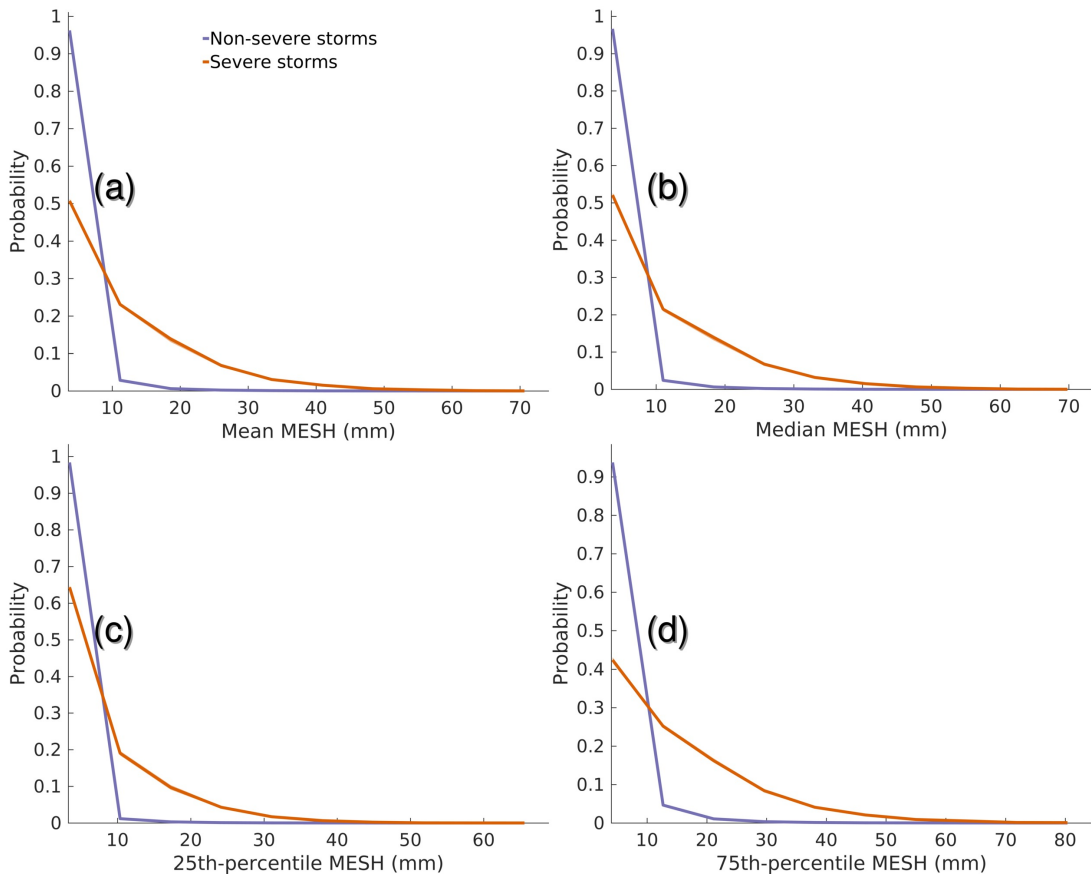 1
0.9
0.8
0.7
0.6
0.5
0.4
0.3
0.2
0.1
0
Probability
Non-severe storms
Severe storms
(a)
10 20 30 40 50 60 70
Mean MESH (mm)
1
0.9
0.8
0.7
0.6
0.5
0.4
0.3
0.2
0.1
0
Probability
(b)
10 20 30 40 50 60 70
Median MESH (mm)
1
0.9
0.8
0.7
0.6
0.5
0.4
0.3
0.2
0.1
0
Probability
(c)
10 20 30 40 50 60
25th-percentile MESH (mm)
0.9
0.8
0.7
0.6
0.5
0.4
0.3
0.2
0.1
0
Probability
(d)
10 20 30 40 50 60 70 80
75th-percentile MESH (mm)